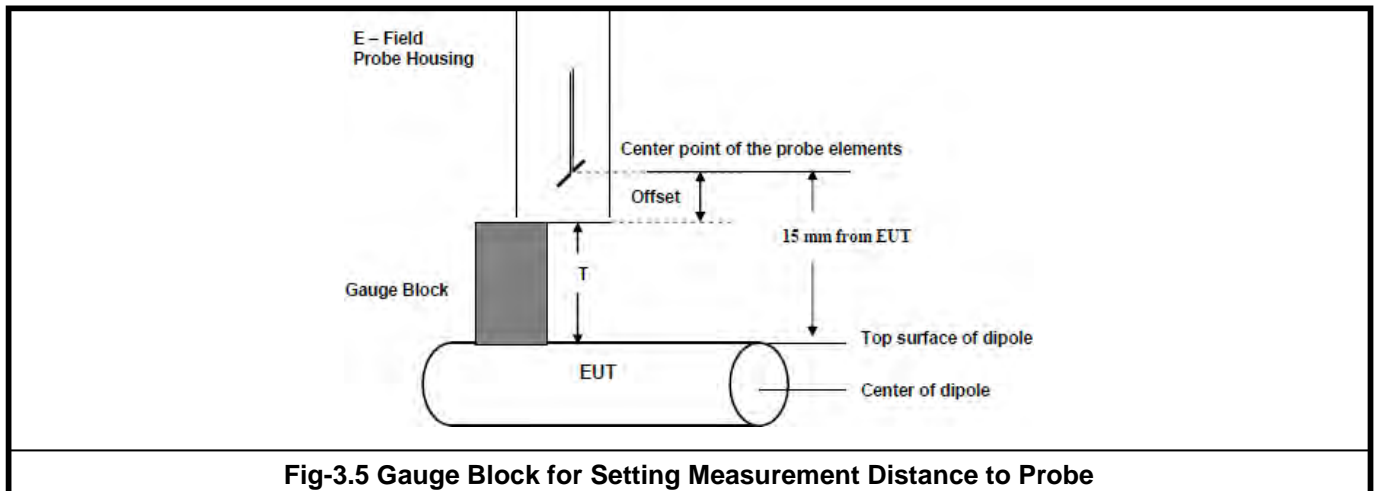 E – Field
Probe Housing
Center point of the probe elements
Offset
15 mm from EUT
T
Gauge Block
Top surface of dipole
EUT
Center of dipole
Fig-3.5 Gauge Block for Setting Measurement Distance to Probe